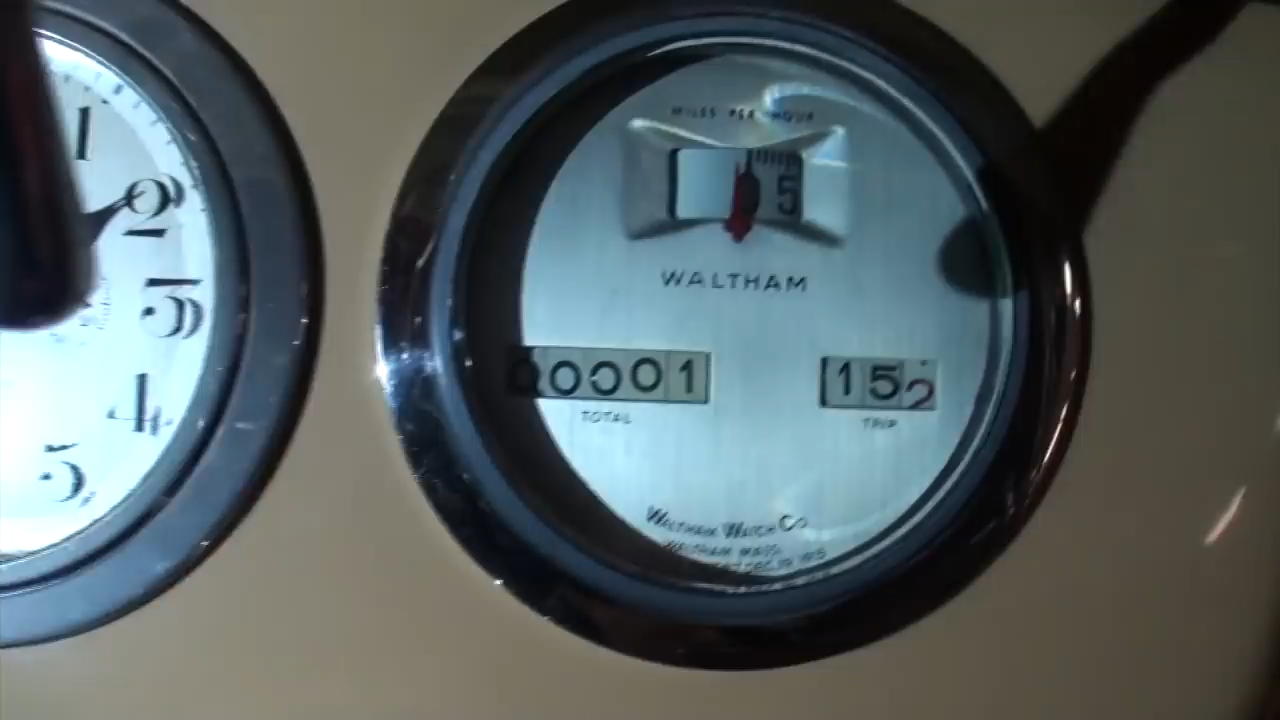 1
2
3
4
5
MILES PER HOUR
5
WALTHAM
00001
TOTAL
152
TRIP
WALTHAM WATCH CO
WALTHAM MASS